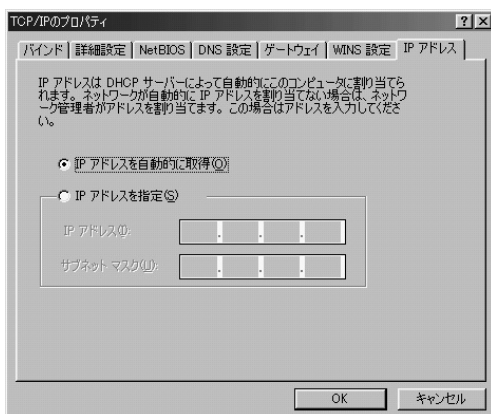 TCP/IPのプロパティ
バインド 詳細設定 NetBIOS DNS 設定 ゲートウェイ WINS 設定 IP アドレス
IP アドレスは DHCP サーバーによって自動的にこのコンピュータに割り当てら
れます。ネットワークが自動的に IP アドレスを割り当てない場合は、ネットワ
ーク管理者がアドレスを割り当てます。この場合はアドレスを入力してくださ
い。
IP アドレスを自動的に取得(O)
IP アドレスを指定(S)
IP アドレス(I):
サブネット マスク(U):
OK キャンセル